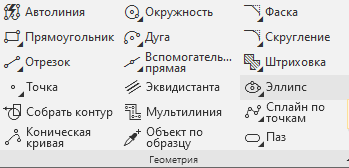 Автолиния
Окружность
Фаска
Прямоугольник
Дуга
Скругление
Отрезок
Вспомогатель...
прямая
Штриховка
Точка
Эквидистанта
Эллипс
Собрать контур
Мультилиния
Сплайн по
точкам
Коническая
кривая
Объект по
образцу
Паз
Геометрия